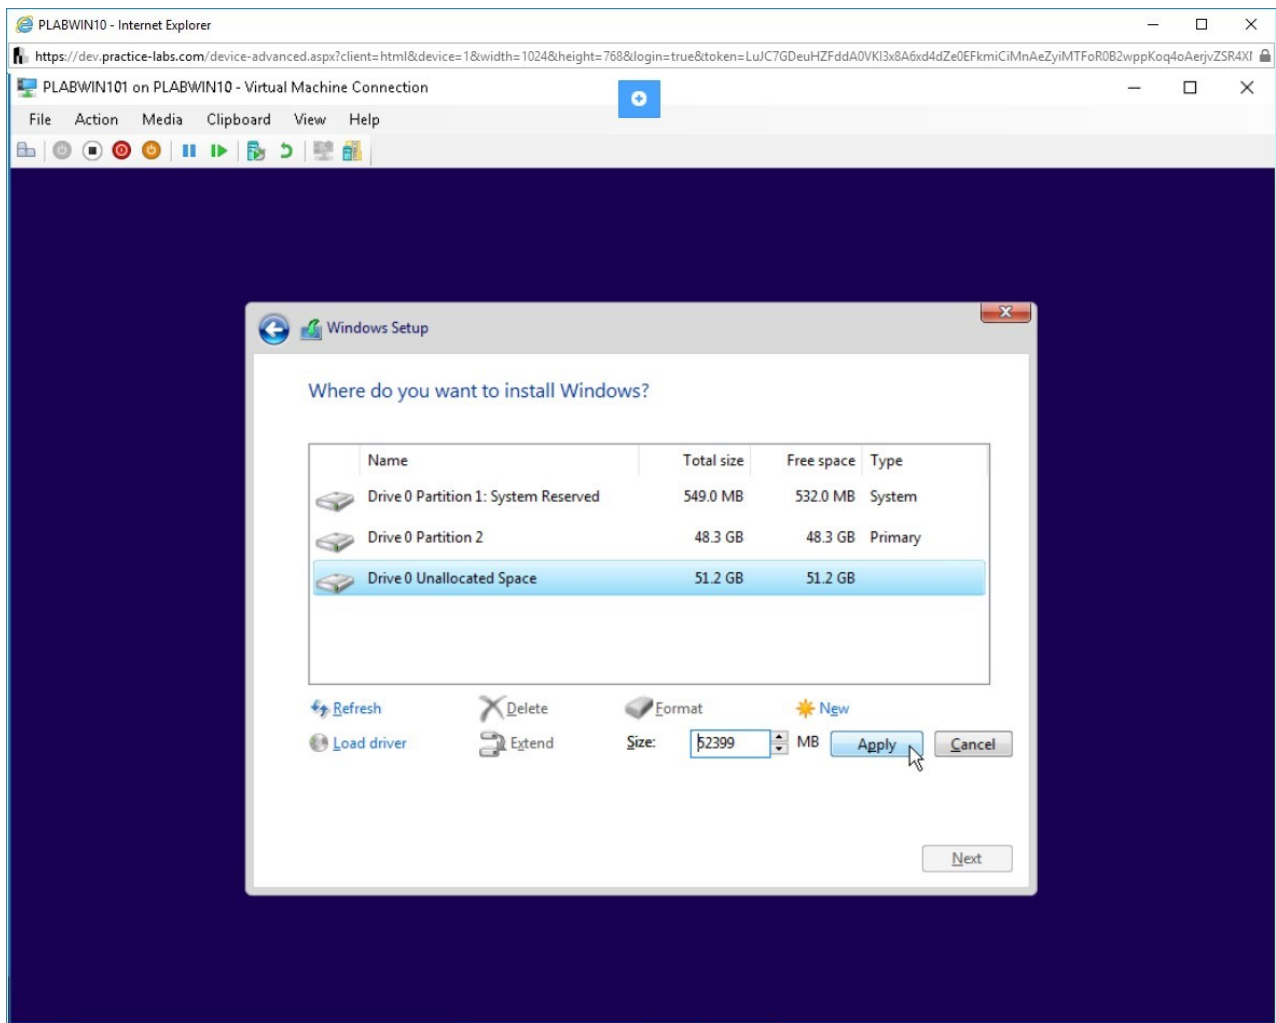 PLABWIN10 - Internet Explorer
https://dev.practice-labs.com/device-advanced.aspx?client=html&device=1&width=1024&height=768&login=true&token=
PLABWIN101 on PLABWIN10 - Virtual Machine Connection
File Action Media Clipboard View Help
Windows Setup
Where do you want to install Windows?
Name Total size Free space Type
Drive 0 Partition 1: System Reserved 549.0 MB 532.0 MB System
Drive 0 Partition 2 48.3 GB 48.3 GB Primary
Drive 0 Unallocated Space 51.2 GB 51.2 GB
Refresh Delete Format New
Load driver Extend Size: 52399 MB Apply Cancel
Next